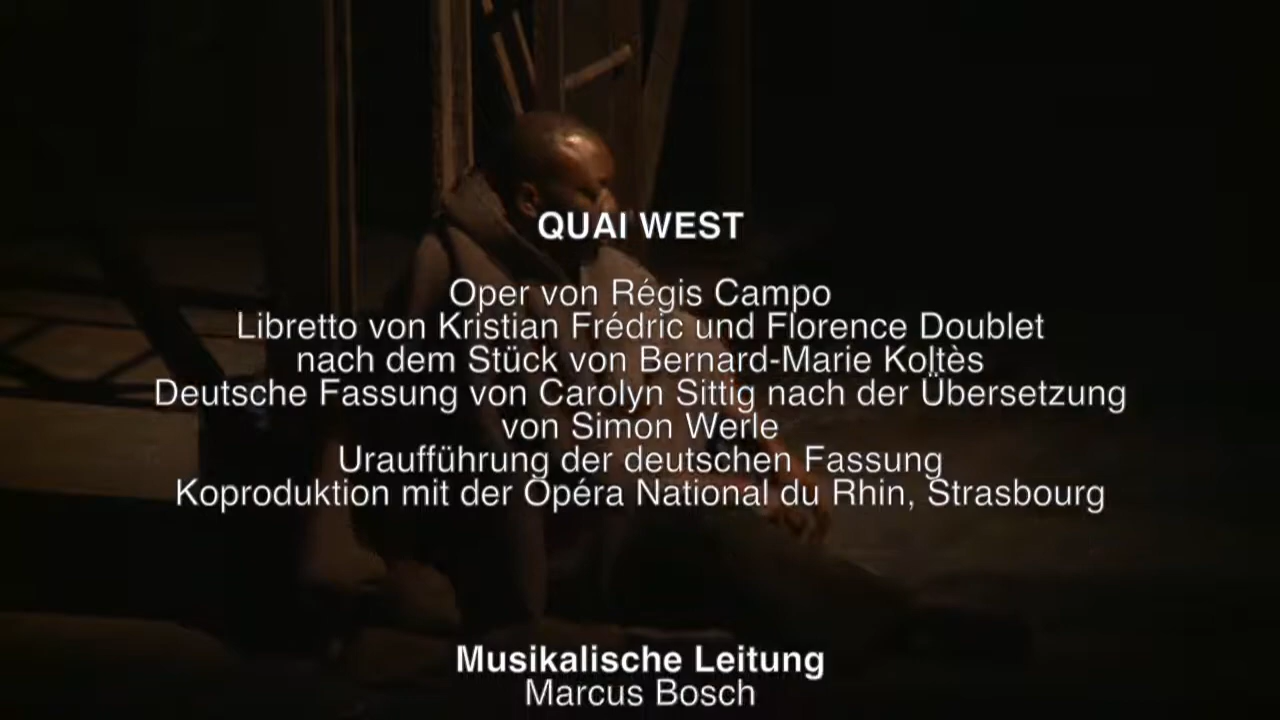 QUAI WEST
Oper von Régis Campo
Libretto von Kristian Frédric und Florence Doublet
nach dem Stück von Bernard-Marie Koltès
Deutsche Fassung von Carolyn Sittig nach der Übersetzung
von Simon Werle
Uraufführung der deutschen Fassung
Koproduktion mit der Opéra National du Rhin, Strasbourg
Musikalische Leitung
Marcus Bosch